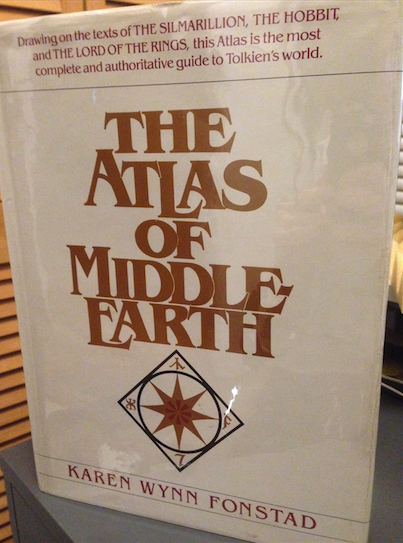 Drawing on the texts of THE SILMARILLION, THE HOBBIT,
and THE LORD OF THE RINGS, this Atlas is the most
complete and authoritative guide to Tolkien's world.
THE
ATLAS
OF
MIDDLE-
EARTH
KAREN WYNN FONSTAD